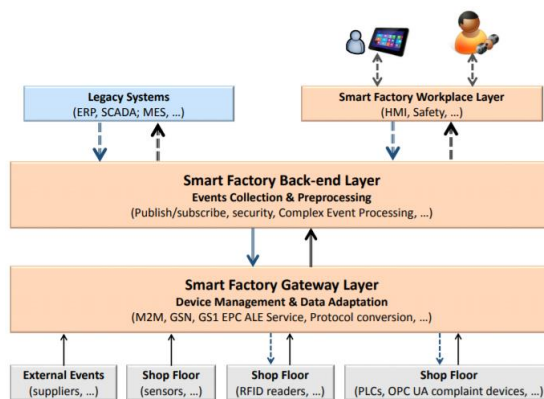 Legacy Systems
(ERP, SCADA; MES, ...)
Smart Factory Workplace Layer
(HMI, Safety, ...)
Smart Factory Back-end Layer
Events Collection & Preprocessing
(Publish/subscribe, security, Complex Event Processing, ...)
Smart Factory Gateway Layer
Device Management & Data Adaptation
(M2M, GSN, GS1 EPC ALE Service, Protocol conversion, ...)
External Events
(suppliers, ...)
Shop Floor
(sensors, ...)
Shop Floor
(RFID readers, ...)
Shop Floor
(PLCs, OPC UA complaint devices, ...)